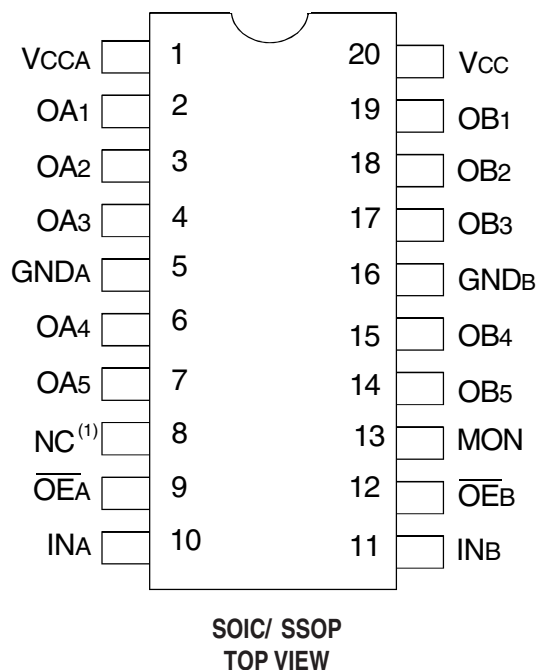 VCCA 1 20 VCC
OA1 2 19 OB1
OA2 3 18 OB2
OA3 4 17 OB3
GNDA 5 16 GNDB
OA4 6 15 OB4
OA5 7 14 OB5
NC(1) 8 13 MON
O̅E̅A 9 12 O̅E̅B
INA 10 11 INB
SOIC/ SSOP
TOP VIEW